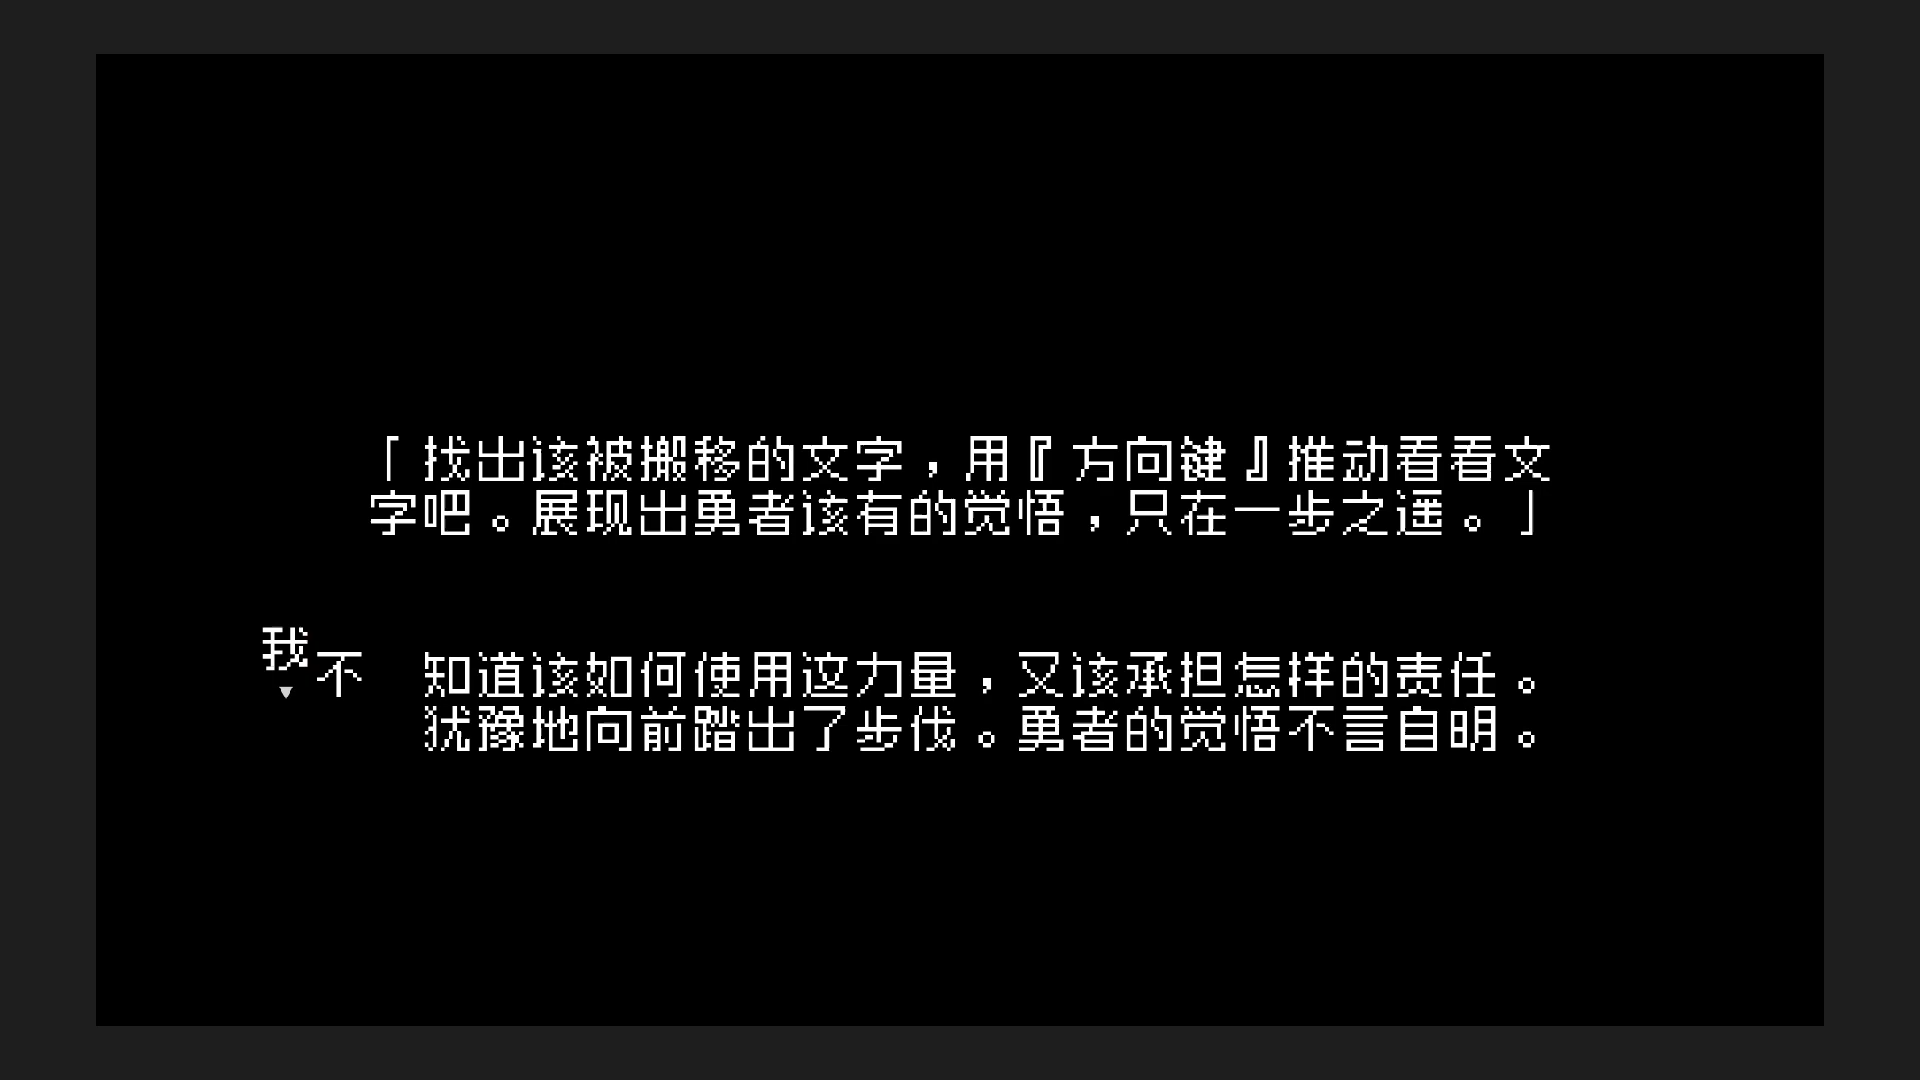 「找出该被搬移的文字，用『方向键』推动看看文
字吧。展现出勇者该有的觉悟，只在一步之遥。」
我不 知道该如何使用这力量，又该承担怎样的责任。
犹豫地向前踏出了步伐。勇者的觉悟不言自明。